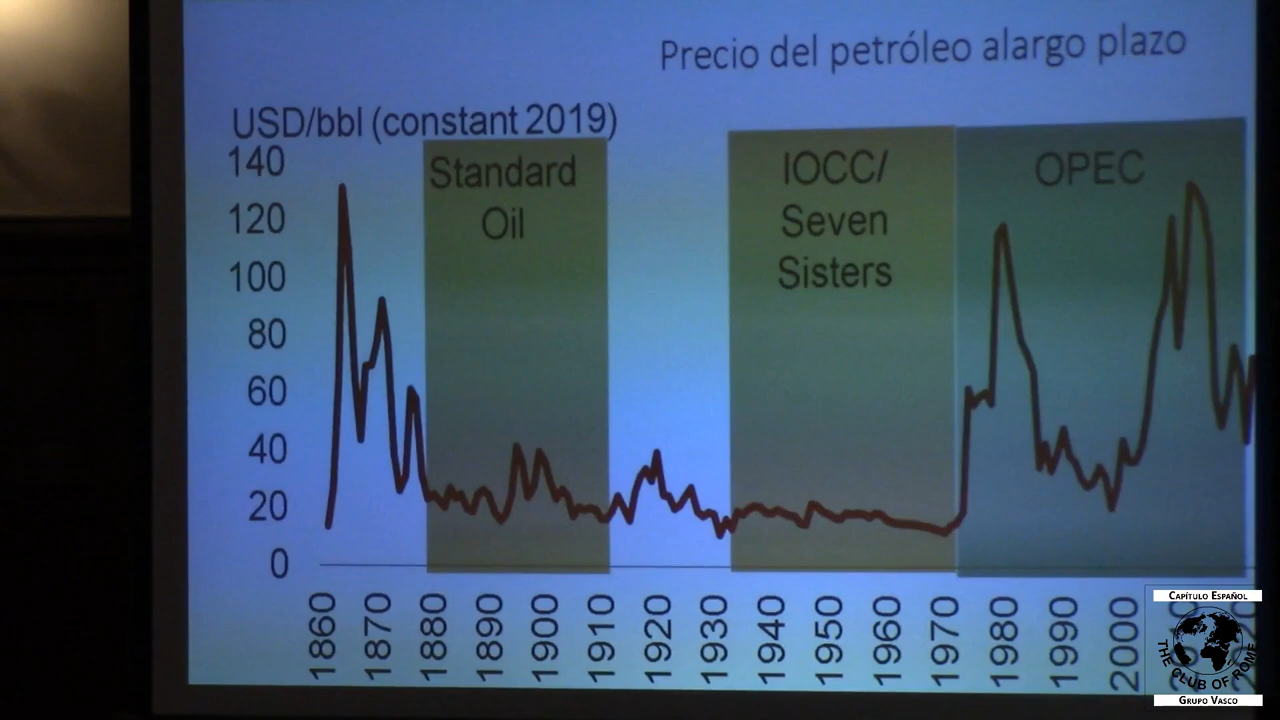 Precio del petróleo alargo plazo
USD/bbl (constant 2019)
140
120
100
80
60
40
20
0
Standard
Oil
IOCC/
Seven
Sisters
OPEC
1860
1870
1880
1890
1900
1910
1920
1930
1940
1950
1960
1970
1980
1990
2000
CAPÍTULO ESPAÑOL
THE CLUB OF ROME
GRUPO VASCO